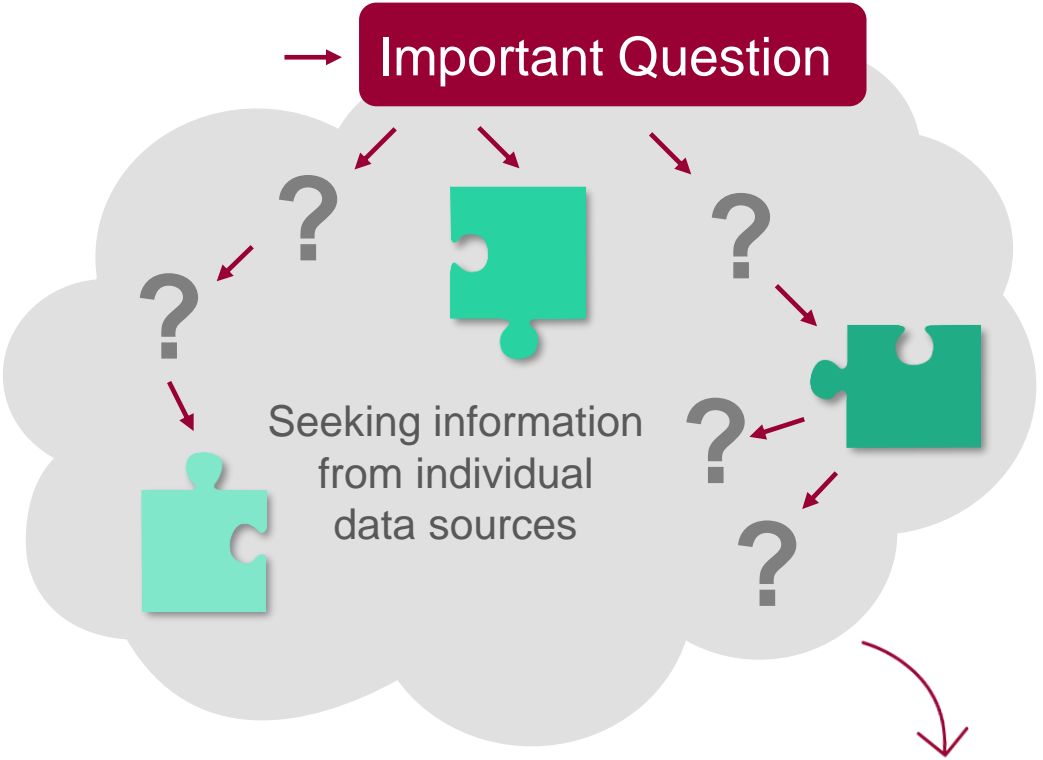 Important Question
?
?
?
Seeking information
from individual
data sources
?
?